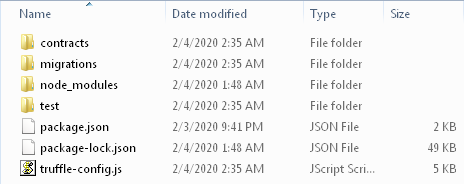 Name Date modified Type Size
contracts 2/4/2020 2:35 AM File folder
migrations 2/4/2020 2:35 AM File folder
node_modules 2/4/2020 1:48 AM File folder
test 2/4/2020 2:35 AM File folder
package.json 2/3/2020 9:41 PM JSON File 2 KB
package-lock.json 2/4/2020 1:48 AM JSON File 49 KB
truffle-config.js 2/4/2020 2:35 AM JScript Scri... 5 KB